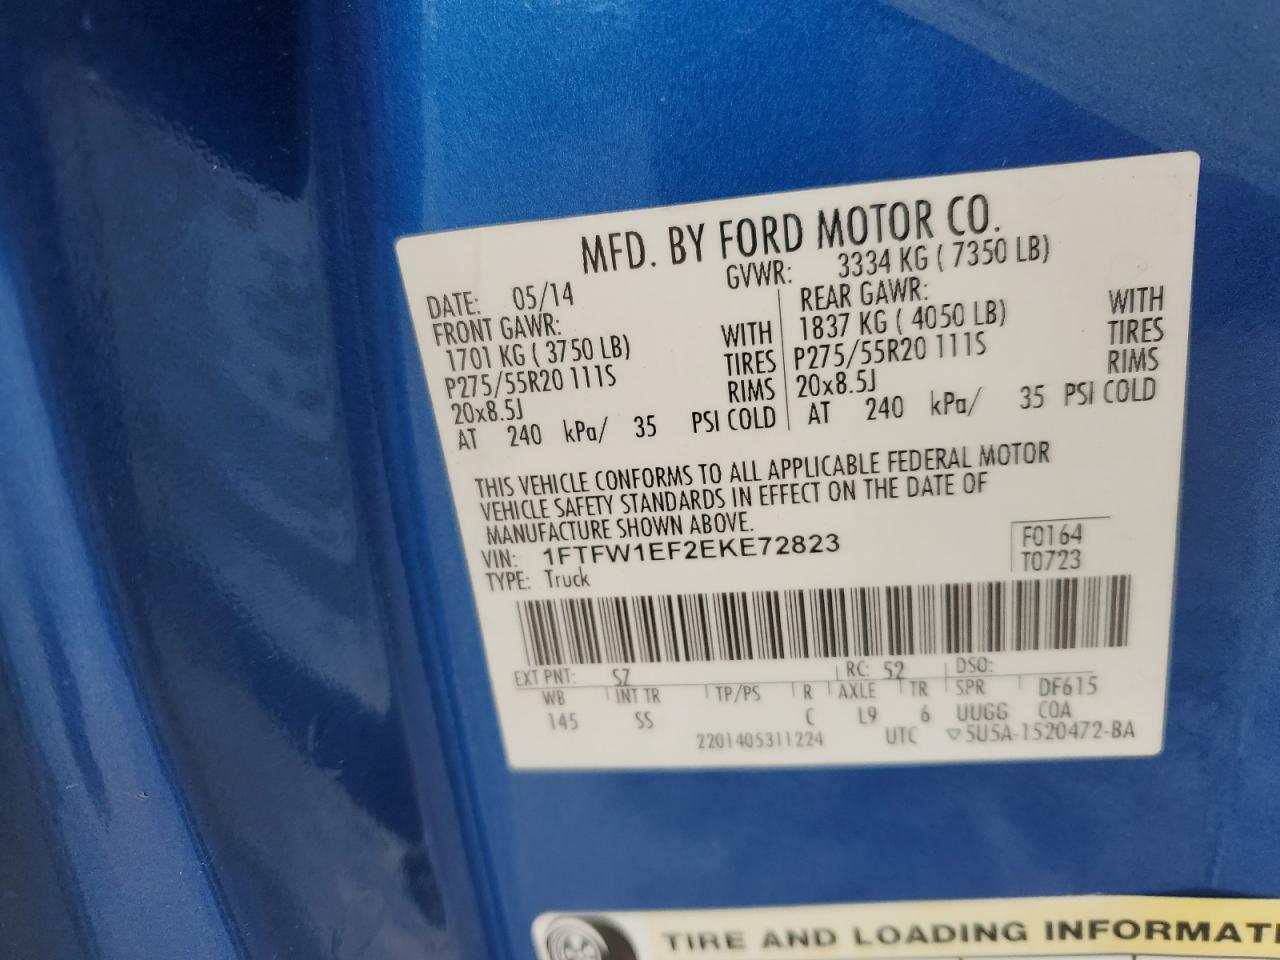 MFD. BY FORD MOTOR CO.
DATE: 05/14 GVWR: 3334 KG ( 7350 LB)
FRONT GAWR: REAR GAWR:
1701 KG ( 3750 LB) WITH 1837 KG ( 4050 LB) WITH
P275/55R20 111S TIRES P275/55R20 111S TIRES
20x8.5J RIMS 20x8.5J RIMS
AT 240 kPa/ 35 PSI COLD AT 240 kPa/ 35 PSI COLD
THIS VEHICLE CONFORMS TO ALL APPLICABLE FEDERAL MOTOR
VEHICLE SAFETY STANDARDS IN EFFECT ON THE DATE OF
MANUFACTURE SHOWN ABOVE.
VIN: 1FTFW1EF2EKE72823 F0164
TYPE: Truck T0723
EXT PNT: SZ RC: 52 DSO:
WB INT TR TP/PS R AXLE TR SPR DF615
145 SS C L9 6 UUGG COA
2201405311224 UTC ▽5U5A-1520472-BA
TIRE AND LOADING INFORMATI